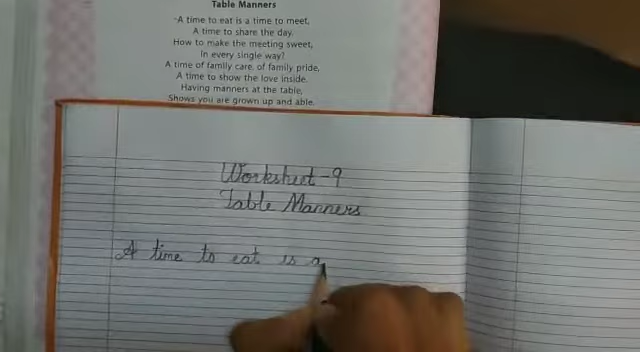 Table Manners
A time to eat is a time to meet,
A time to share the day.
How to make the meeting sweet,
In every single way?
A time of family care, of family pride,
A time to show the love inside.
Having manners at the table,
Shows you are grown up and able.
Worksheet-9
Table Manners
A time to eat is a